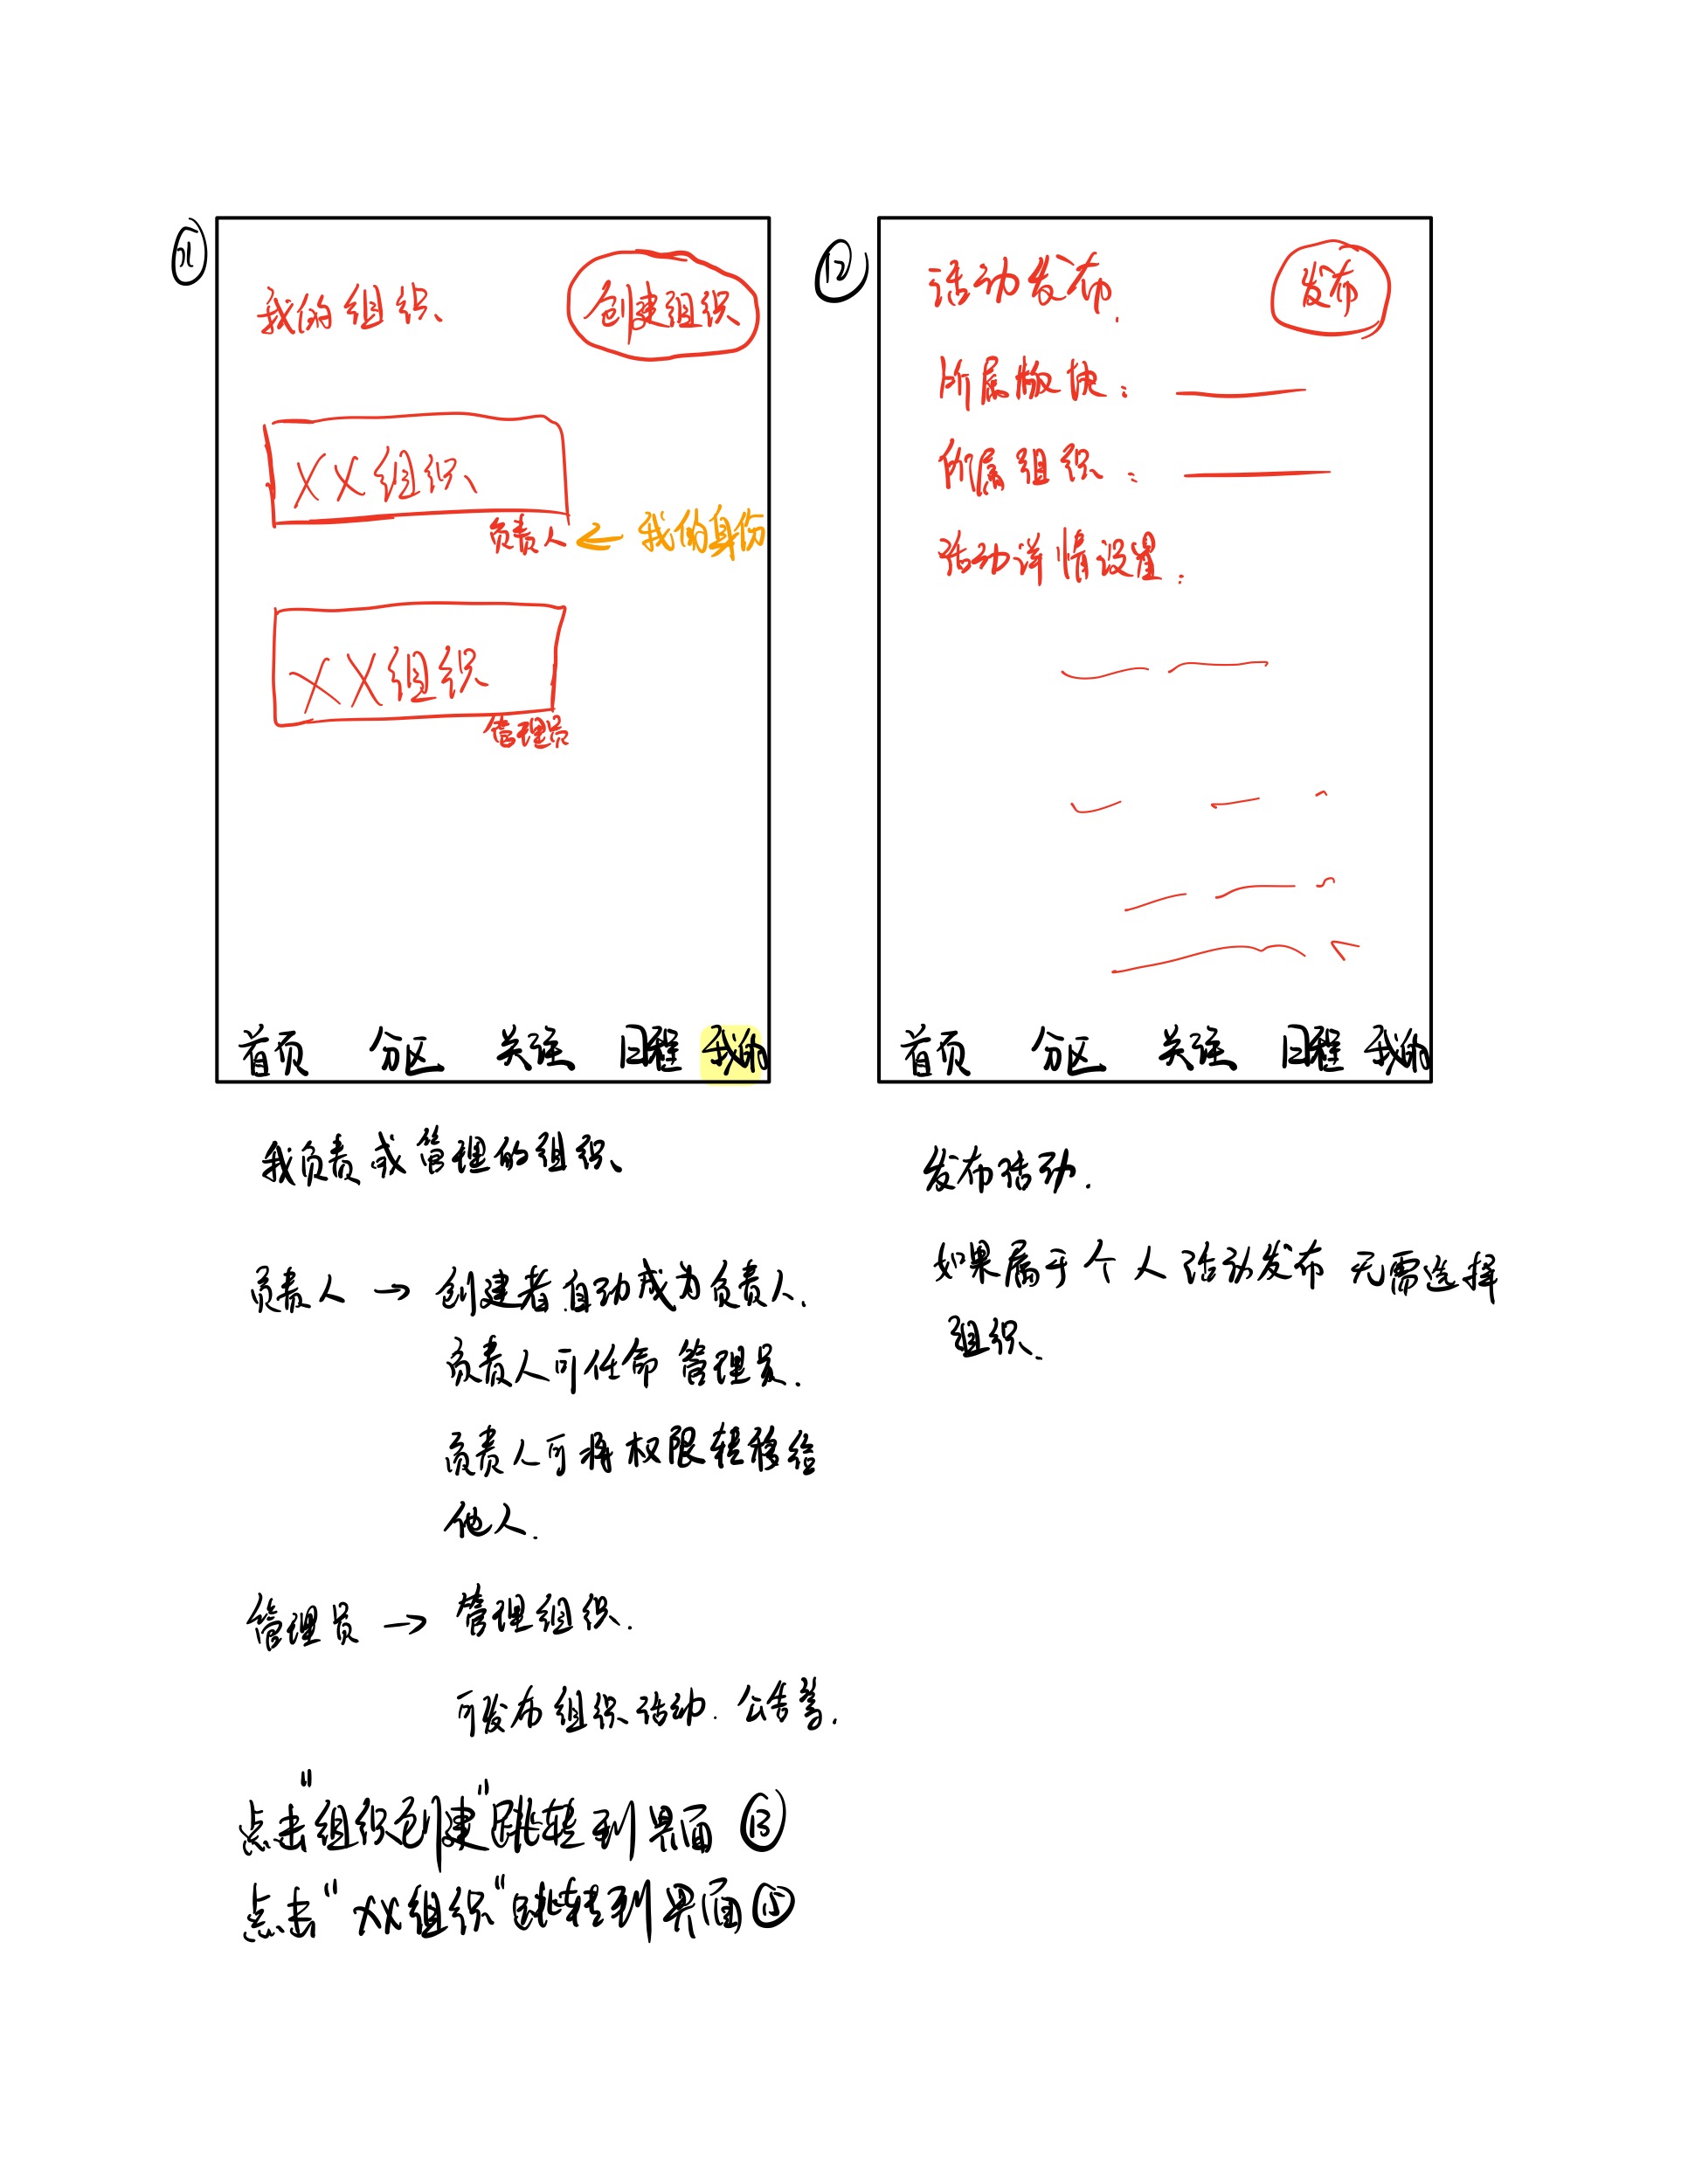 11
我的组织
创建组织
XX组织
负责人 ← 我的身份
XX组织
管理员
首页 分区 关注 日程 我的
我负责或管理的组织
负责人 → 创建者自动成为负责人.
负责人可任命管理员.
负责人可将权限转移给
他人.
管理员 → 管理组织.
可发布组织活动. 公告等.
点击"组织创建"跳转到界面⑬
点击"XX组织"跳转到界面⑮
12
活动发布.
发布
所属版块:
所属组织:
活动详情设置:
首页 分区 关注 日程 我的
发布活动.
如果属于个人活动发布 无需选择
组织.